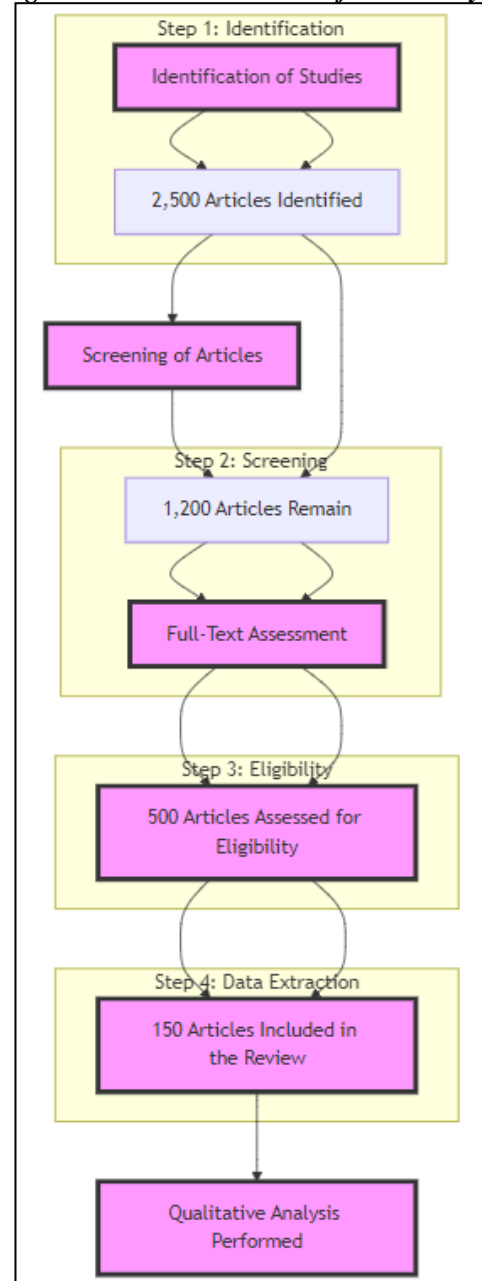 Step 1: Identification
Identification of Studies
2,500 Articles Identified
Screening of Articles
Step 2: Screening
1,200 Articles Remain
Full-Text Assessment
Step 3: Eligibility
500 Articles Assessed for
Eligibility
Step 4: Data Extraction
150 Articles Included in
the Review
Qualitative Analysis
Performed